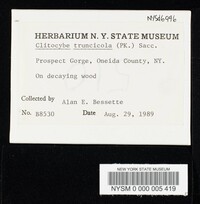 NYSf6996
HERBARIUM N. Y. STATE MUSEUM
Clitocybe truncicola (PK.) Sacc.
Prospect Gorge, Oneida County, NY.
On decaying wood
Collected by Alan E. Bessette
No. B8530 Date Aug. 29, 1989
NEW YORK STATE MUSEUM
NYSM 0 000 005 419